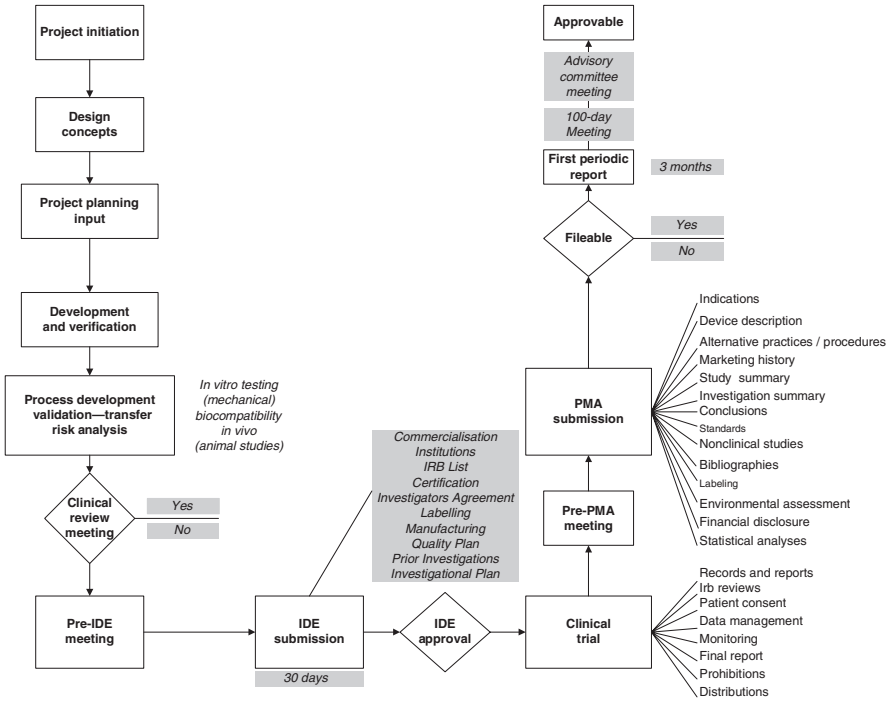 Project initiation
Design
concepts
Project planning
input
Development
and verification
Process development
validation—transfer
risk analysis
In vitro testing
(mechanical)
biocompatibility
in vivo
(animal studies)
Clinical
review
meeting
Yes
No
Pre-IDE
meeting
IDE
submission
30 days
Commercialisation
Institutions
IRB List
Certification
Investigators Agreement
Labelling
Manufacturing
Quality Plan
Prior Investigations
Investigational Plan
IDE
approval
Clinical
trial
Records and reports
Irb reviews
Patient consent
Data management
Monitoring
Final report
Prohibitions
Distributions
Pre-PMA
meeting
PMA
submission
Indications
Device description
Alternative practices / procedures
Marketing history
Study summary
Investigation summary
Conclusions
Standards
Nonclinical studies
Bibliographies
Labeling
Environmental assessment
Financial disclosure
Statistical analyses
Fileable
Yes
No
First periodic
report
3 months
100-day
Meeting
Advisory
committee
meeting
Approvable